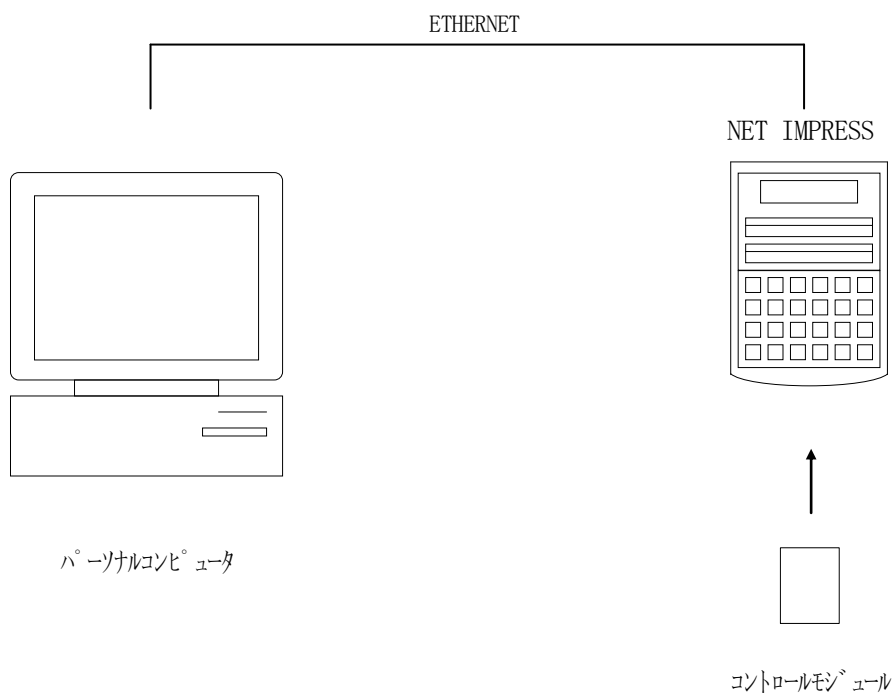 ETHERNET
NET IMPRESS
ﾊﾟｰｿﾅﾙｺﾝﾋﾟｭｰﾀ
ｺﾝﾄﾛｰﾙﾓｼﾞｭｰﾙ